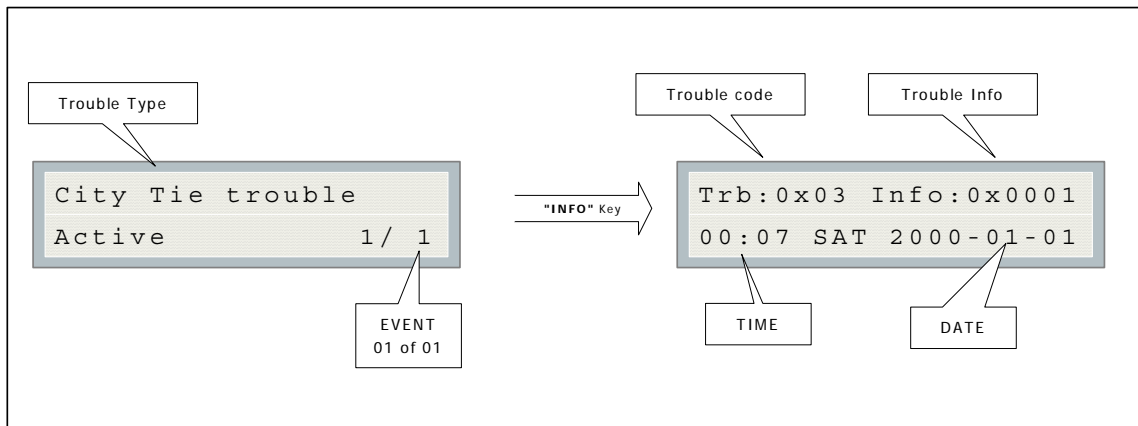 Trouble Type
City Tie trouble
Active 1/ 1
EVENT
01 of 01
"INFO" Key
Trouble code
Trouble Info
Trb:0x03 Info:0x0001
00:07 SAT 2000-01-01
TIME
DATE